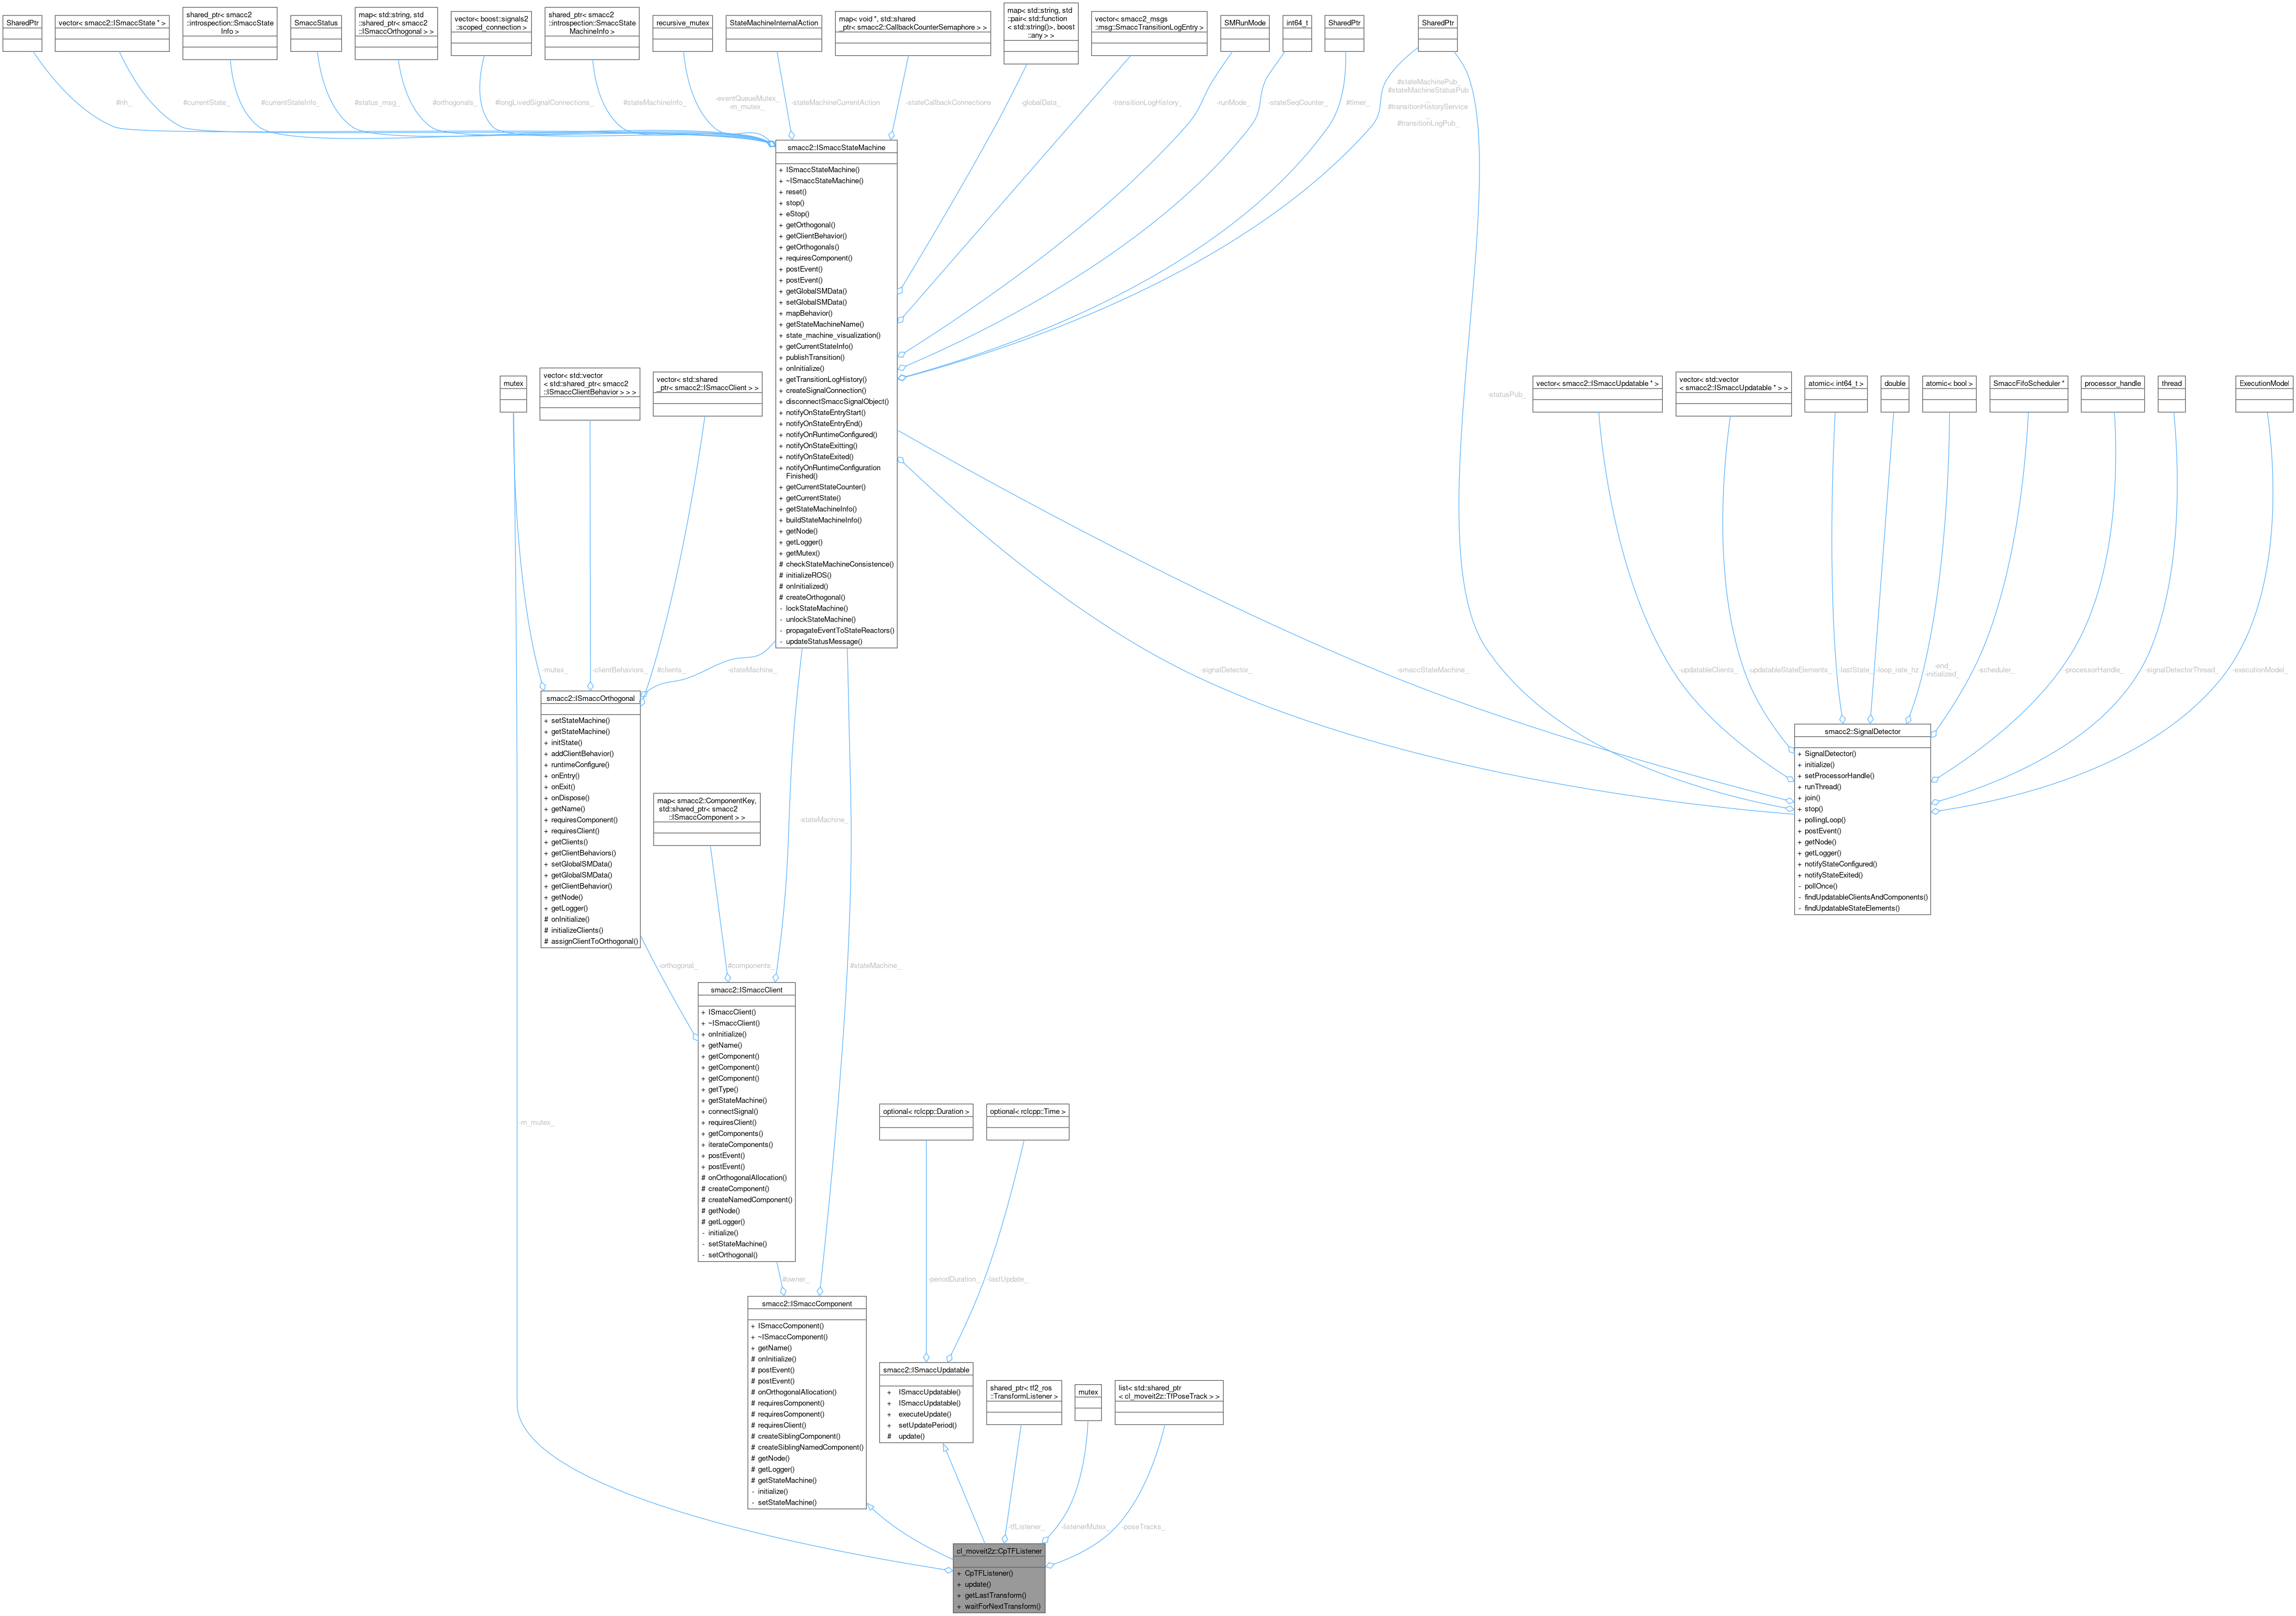 SharedPtr
vector< smacc2::ISmaccState * >
shared_ptr< smacc2
::introspection::SmaccState
Info >
SmaccStatus
map< std::string, std
::shared_ptr< smacc2
::ISmaccOrthogonal > >
vector< boost::signals2
::scoped_connection >
shared_ptr< smacc2
::introspection::SmaccState
MachineInfo >
recursive_mutex
StateMachineInternalAction
map< void *, std::shared
_ptr< smacc2::CallbackCounterSemaphore > >
map< std::string, std
::pair< std::function
< std::string()>, boost
::any > >
vector< smacc2_msgs
::msg::SmaccTransitionLogEntry >
SMRunMode
int64_t
SharedPtr
SharedPtr
#nh_
#currentState_
#currentStateInfo_
#status_msg_
#orthogonals_
#longLivedSignalConnections_
#stateMachineInfo_
-eventQueueMutex_
-m_mutex_
-stateMachineCurrentAction
-stateCallbackConnections
-globalData_
-transitionLogHistory_
-runMode_
-stateSeqCounter_
#timer_
#stateMachinePub_
#stateMachineStatusPub
_
#transitionHistoryService
_
#transitionLogPub_
smacc2::ISmaccStateMachine
+ ISmaccStateMachine()
+ ~ISmaccStateMachine()
+ reset()
+ stop()
+ eStop()
+ getOrthogonal()
+ getClientBehavior()
+ getOrthogonals()
+ requiresComponent()
+ postEvent()
+ postEvent()
+ getGlobalSMData()
+ setGlobalSMData()
+ mapBehavior()
+ getStateMachineName()
+ state_machine_visualization()
+ getCurrentStateInfo()
+ publishTransition()
+ onInitialize()
+ getTransitionLogHistory()
+ createSignalConnection()
+ disconnectSmaccSignalObject()
+ notifyOnStateEntryStart()
+ notifyOnStateEntryEnd()
+ notifyOnRuntimeConfigured()
+ notifyOnStateExitting()
+ notifyOnStateExited()
+ notifyOnRuntimeConfiguration
Finished()
+ getCurrentStateCounter()
+ getCurrentState()
+ getStateMachineInfo()
+ buildStateMachineInfo()
+ getNode()
+ getLogger()
+ getMutex()
# checkStateMachineConsistence()
# initializeROS()
# onInitialized()
# createOrthogonal()
- lockStateMachine()
- unlockStateMachine()
- propagateEventToStateReactors()
- updateStatusMessage()
mutex
vector< std::vector
< std::shared_ptr< smacc2
::ISmaccClientBehavior > > >
vector< std::shared
_ptr< smacc2::ISmaccClient > >
-statusPub_
vector< smacc2::ISmaccUpdatable * >
vector< std::vector
< smacc2::ISmaccUpdatable * > >
atomic< int64_t >
double
atomic< bool >
SmaccFifoScheduler *
processor_handle
thread
ExecutionModel
-mutex_
-clientBehaviors_
#clients_
-stateMachine_
-signalDetector_
-smaccStateMachine_
-updatableClients_
-updatableStateElements_
-lastState_
-loop_rate_hz
-end_
-initialized_
-scheduler_
-processorHandle_
-signalDetectorThread_
-executionModel_
smacc2::ISmaccOrthogonal
+ setStateMachine()
+ getStateMachine()
+ initState()
+ addClientBehavior()
+ runtimeConfigure()
+ onEntry()
+ onExit()
+ onDispose()
+ getName()
+ requiresComponent()
+ requiresClient()
+ getClients()
+ getClientBehaviors()
+ setGlobalSMData()
+ getGlobalSMData()
+ getClientBehavior()
+ getNode()
+ getLogger()
# onInitialize()
# initializeClients()
# assignClientToOrthogonal()
smacc2::SignalDetector
+ SignalDetector()
+ initialize()
+ setProcessorHandle()
+ runThread()
+ join()
+ stop()
+ pollingLoop()
+ postEvent()
+ getNode()
+ getLogger()
+ notifyStateConfigured()
+ notifyStateExited()
- pollOnce()
- findUpdatableClientsAndComponents()
- findUpdatableStateElements()
map< smacc2::ComponentKey,
std::shared_ptr< smacc2
::ISmaccComponent > >
-stateMachine_
-orthogonal_
#components_
#stateMachine_
smacc2::ISmaccClient
+ ISmaccClient()
+ ~ISmaccClient()
+ onInitialize()
+ getName()
+ getComponent()
+ getComponent()
+ getComponent()
+ getType()
+ getStateMachine()
+ connectSignal()
+ requiresClient()
+ getComponents()
+ iterateComponents()
+ postEvent()
+ postEvent()
# onOrthogonalAllocation()
# createComponent()
# createNamedComponent()
# getNode()
# getLogger()
- initialize()
- setStateMachine()
- setOrthogonal()
-m_mutex_
optional< rclcpp::Duration >
optional< rclcpp::Time >
#owner_
-periodDuration_
-lastUpdate_
smacc2::ISmaccComponent
+ ISmaccComponent()
+ ~ISmaccComponent()
+ getName()
# onInitialize()
# postEvent()
# postEvent()
# onOrthogonalAllocation()
# requiresComponent()
# requiresComponent()
# requiresClient()
# createSiblingComponent()
# createSiblingNamedComponent()
# getNode()
# getLogger()
# getStateMachine()
- initialize()
- setStateMachine()
smacc2::ISmaccUpdatable
+ ISmaccUpdatable()
+ ISmaccUpdatable()
+ executeUpdate()
+ setUpdatePeriod()
# update()
shared_ptr< tf2_ros
::TransformListener >
mutex
list< std::shared_ptr
< cl_moveit2z::TfPoseTrack > >
-tfListener_
-listenerMutex_
-poseTracks_
cl_moveit2z::CpTFListener
+ CpTFListener()
+ update()
+ getLastTransform()
+ waitForNextTransform()